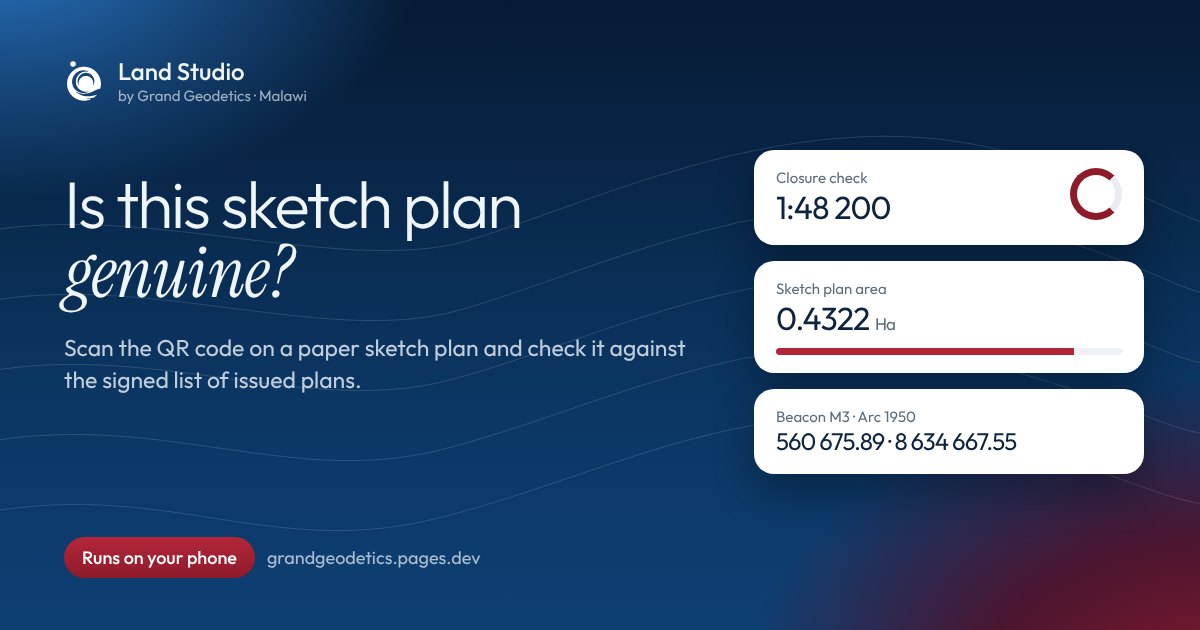 Land Studio
by Grand Geodetics · Malawi
Is this sketch plan
genuine?
Scan the QR code on a paper sketch plan and check it against
the signed list of issued plans.
Runs on your phone
grandgeodetics.pages.dev
Closure check
1:48 200
Sketch plan area
0.4322 Ha
Beacon M3 · Arc 1950
560 675.89 · 8 634 667.55